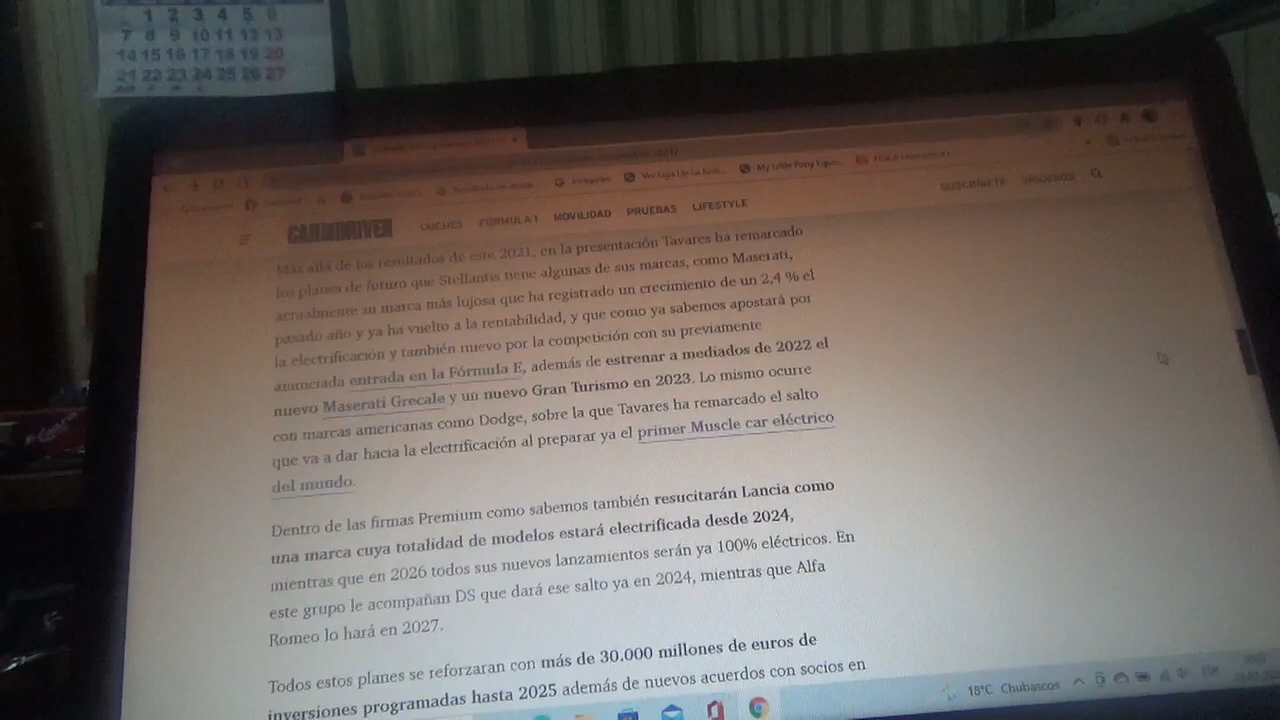 1 2 3 4 5 6
7 8 9 10 11 12 13
14 15 16 17 18 19 20
21 22 23 24 25 26 27
Imágenes
Ver Liga De la
My Little Pony Eques
CAR AND DRIVER
COCHES FÓRMULA 1 MOVILIDAD PRUEBAS LIFESTYLE
SUSCRÍBETE SÍGUENOS
Más allá de los resultados de este 2021, en la presentación Tavares ha remarcado
los planes de futuro que Stellantis tiene algunas de sus marcas, como Maserati,
actualmente su marca más lujosa que ha registrado un crecimiento de un 2,4 % el
pasado año y ya ha vuelto a la rentabilidad, y que como ya sabemos apostará por
la electrificación y también nuevo por la competición con su previamente
anunciada entrada en la Fórmula E, además de estrenar a mediados de 2022 el
nuevo Maserati Grecale y un nuevo Gran Turismo en 2023. Lo mismo ocurre
con marcas americanas como Dodge, sobre la que Tavares ha remarcado el salto
que va a dar hacia la electrificación al preparar ya el primer Muscle car eléctrico
del mundo.
Dentro de las firmas Premium como sabemos también resucitarán Lancia como
una marca cuya totalidad de modelos estará electrificada desde 2024,
mientras que en 2026 todos sus nuevos lanzamientos serán ya 100% eléctricos. En
este grupo le acompañan DS que dará ese salto ya en 2024, mientras que Alfa
Romeo lo hará en 2027.
Todos estos planes se reforzaran con más de 30.000 millones de euros de
inversiones programadas hasta 2025 además de nuevos acuerdos con socios en
18°C Chubascos